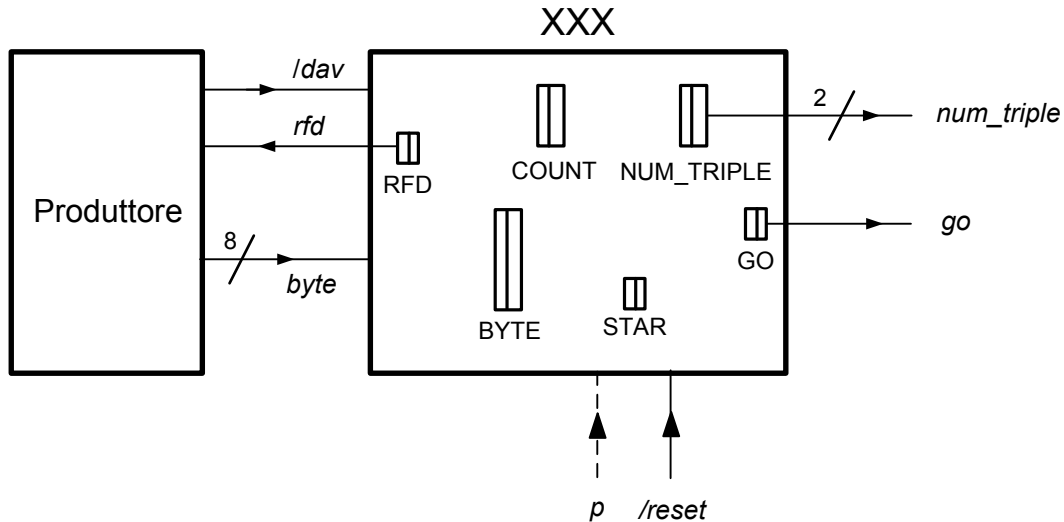 XXX
/dav
2
num_triple
rfd
RFD
COUNT
NUM_TRIPLE
Produttore
8
go
GO
byte
BYTE
STAR
p
/reset